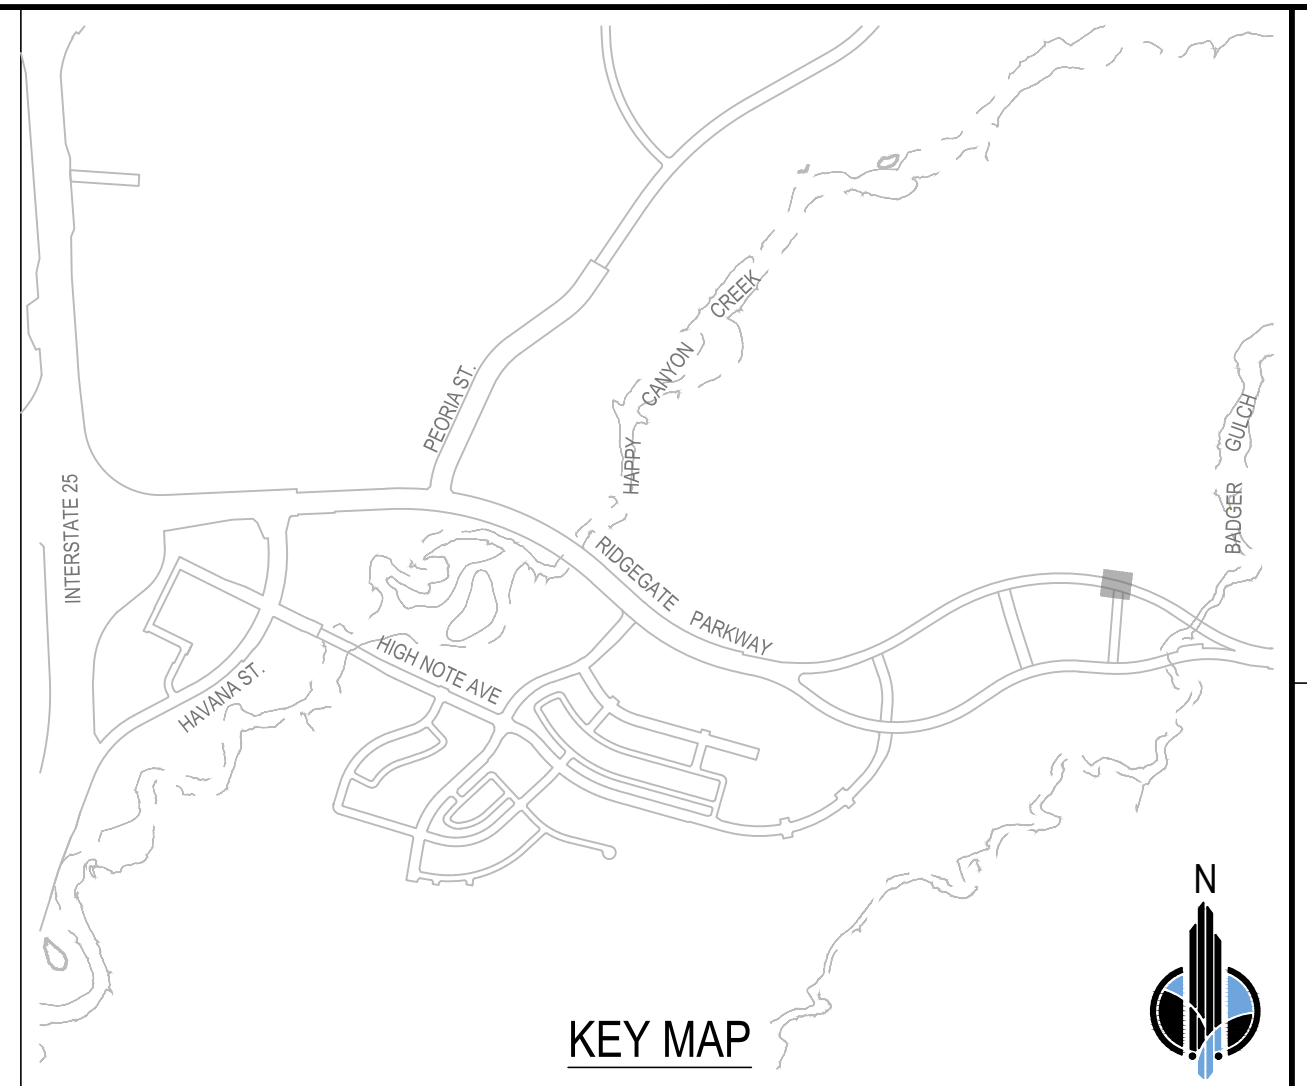 CREEK
CANYON
HAPPY
PEORIA ST.
GULCH
BADGER
INTERSTATE 25
RIDGEGATE PARKWAY
HIGH NOTE AVE
HAVANA ST.
N
KEY MAP